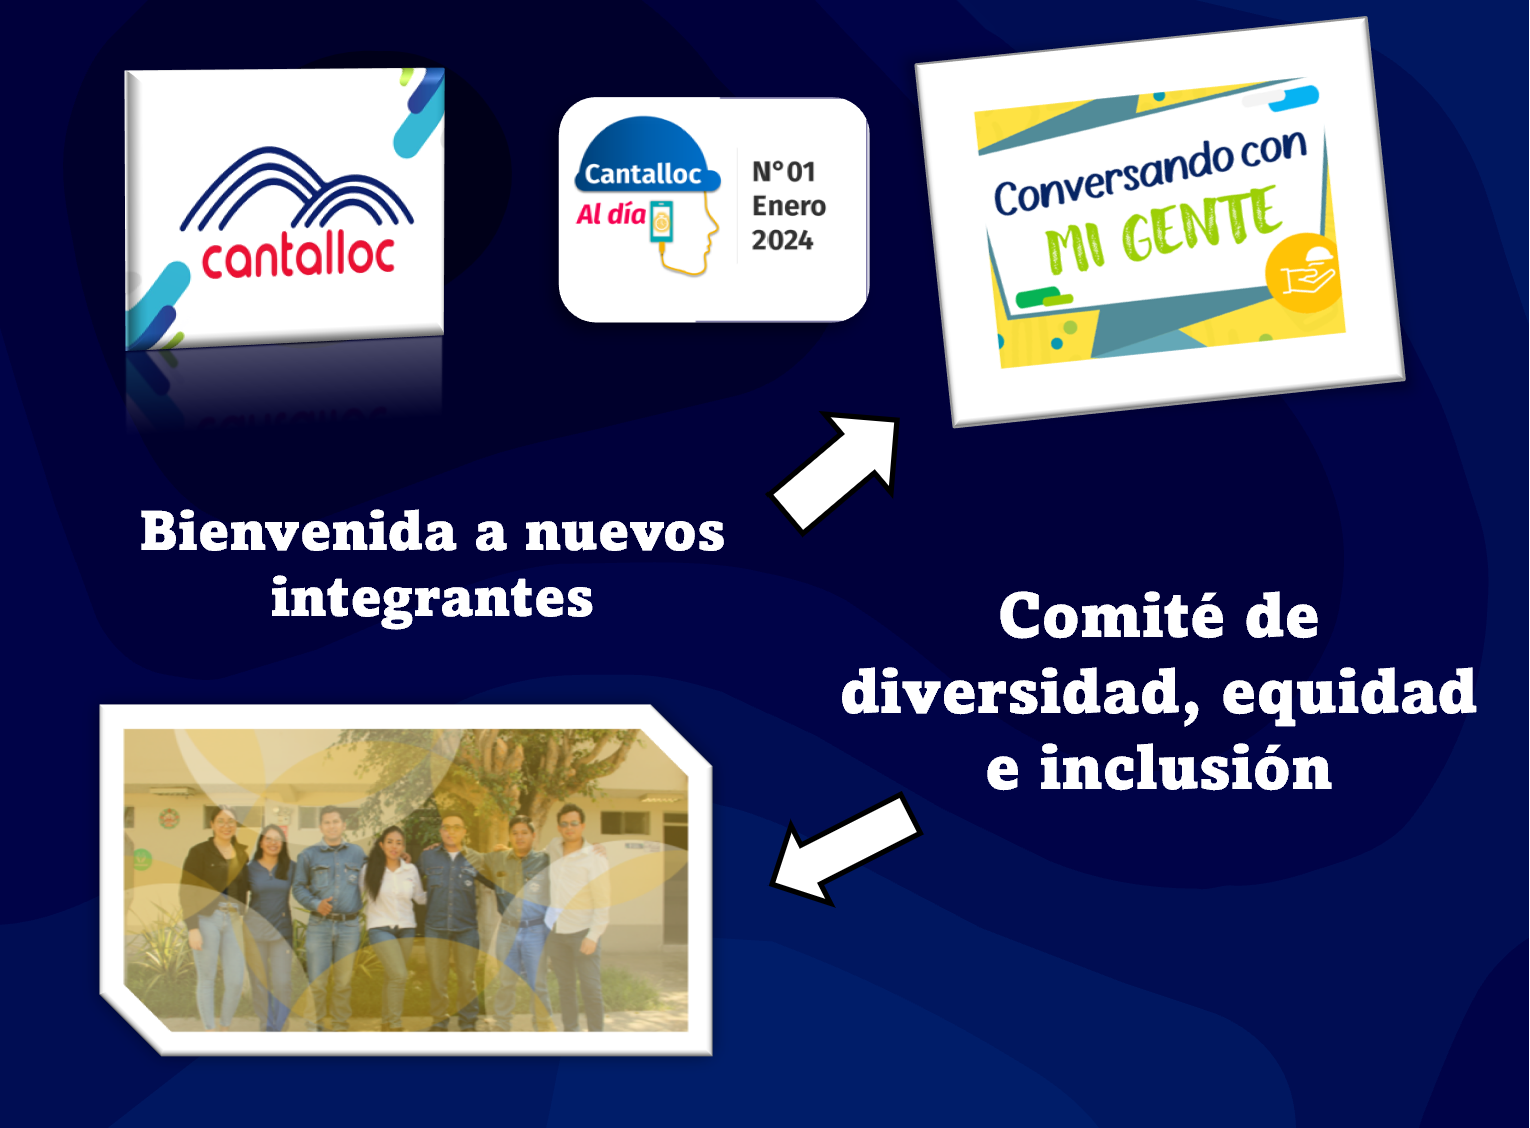 cantalloc
Cantalloc
Al día
N° 01
Enero
2024
Conversando con
MI GENTE
Bienvenida a nuevos
integrantes
Comité de
diversidad, equidad
e inclusión